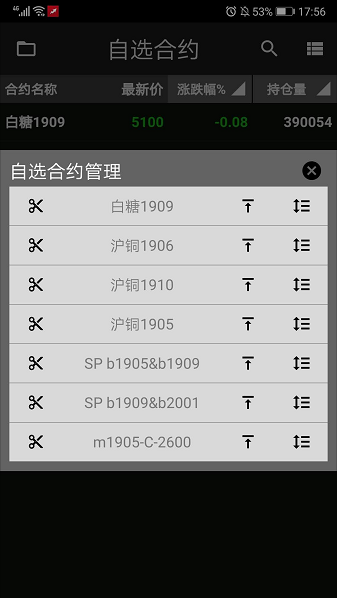 4G 53% 17:56
自选合约
合约名称 最新价 涨跌幅% 持仓量
白糖1909 5100 -0.08 390054
自选合约管理
白糖1909
沪铜1906
沪铜1910
沪铜1905
SP b1905&b1909
SP b1909&b2001
m1905-C-2600